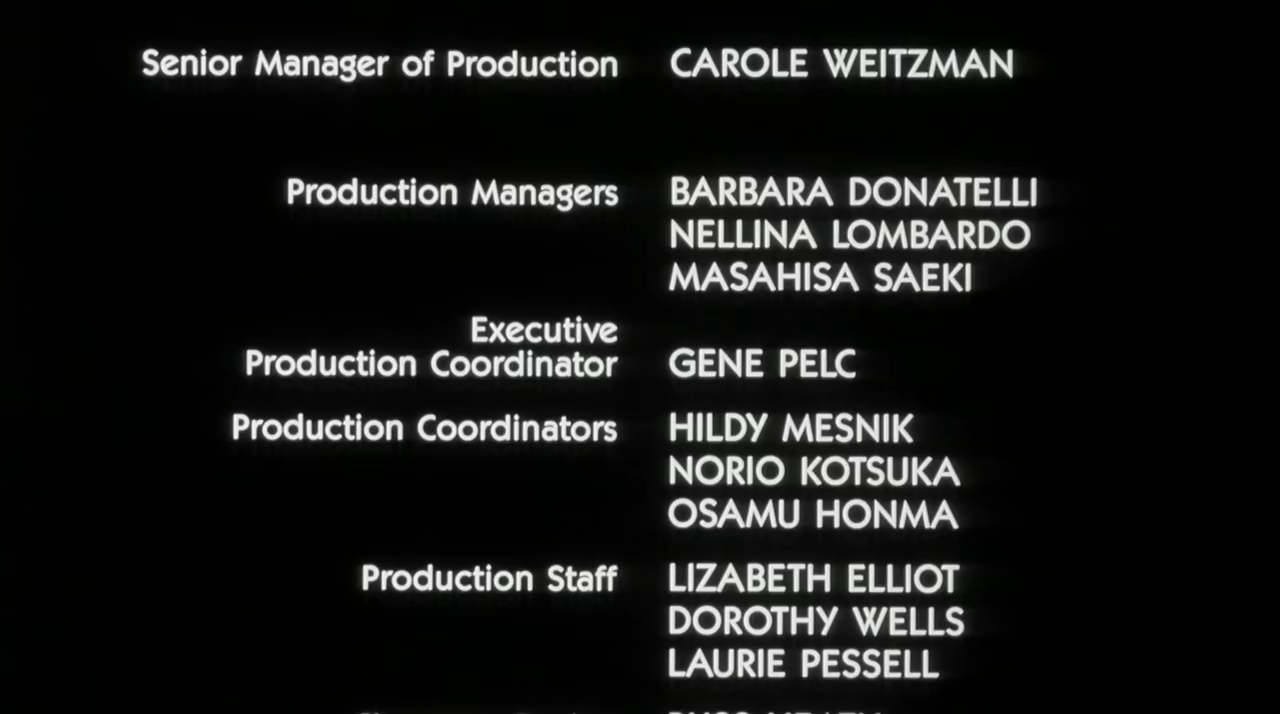 Senior Manager of Production CAROLE WEITZMAN
Production Managers BARBARA DONATELLI
NELLINA LOMBARDO
MASAHISA SAEKI
Executive
Production Coordinator GENE PELC
Production Coordinators HILDY MESNIK
NORIO KOTSUKA
OSAMU HONMA
Production Staff LIZABETH ELLIOT
DOROTHY WELLS
LAURIE PESSELL